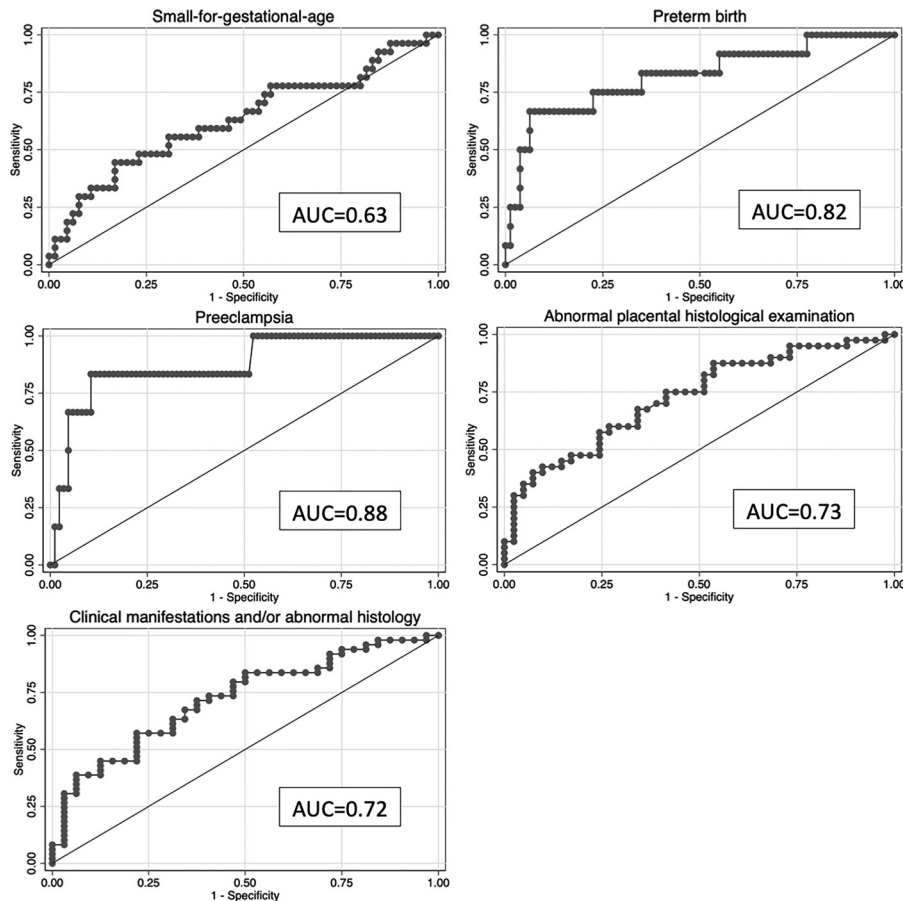 Small-for-gestational-age
1.00
0.75
0.50
0.25
0.00
Sensitivity
AUC=0.63
0.00 0.25 0.50 0.75 1.00
1 - Specificity
Preterm birth
1.00
0.75
0.50
0.25
0.00
Sensitivity
AUC=0.82
0.00 0.25 0.50 0.75 1.00
1 - Specificity
Preeclampsia
1.00
0.75
0.50
0.25
0.00
Sensitivity
AUC=0.88
0.00 0.25 0.50 0.75 1.00
1 - Specificity
Abnormal placental histological examination
1.00
0.75
0.50
0.25
0.00
Sensitivity
AUC=0.73
0.00 0.25 0.50 0.75 1.00
1 - Specificity
Clinical manifestations and/or abnormal histology
1.00
0.75
0.50
0.25
0.00
Sensitivity
AUC=0.72
0.00 0.25 0.50 0.75 1.00
1 - Specificity